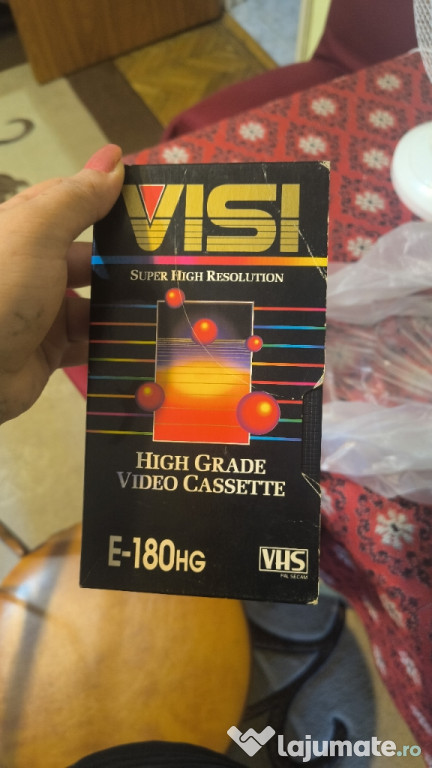 VISI
SUPER HIGH RESOLUTION
HIGH GRADE
VIDEO CASSETTE
E-180HG
VHS
PAL SECAM
lajumate.ro